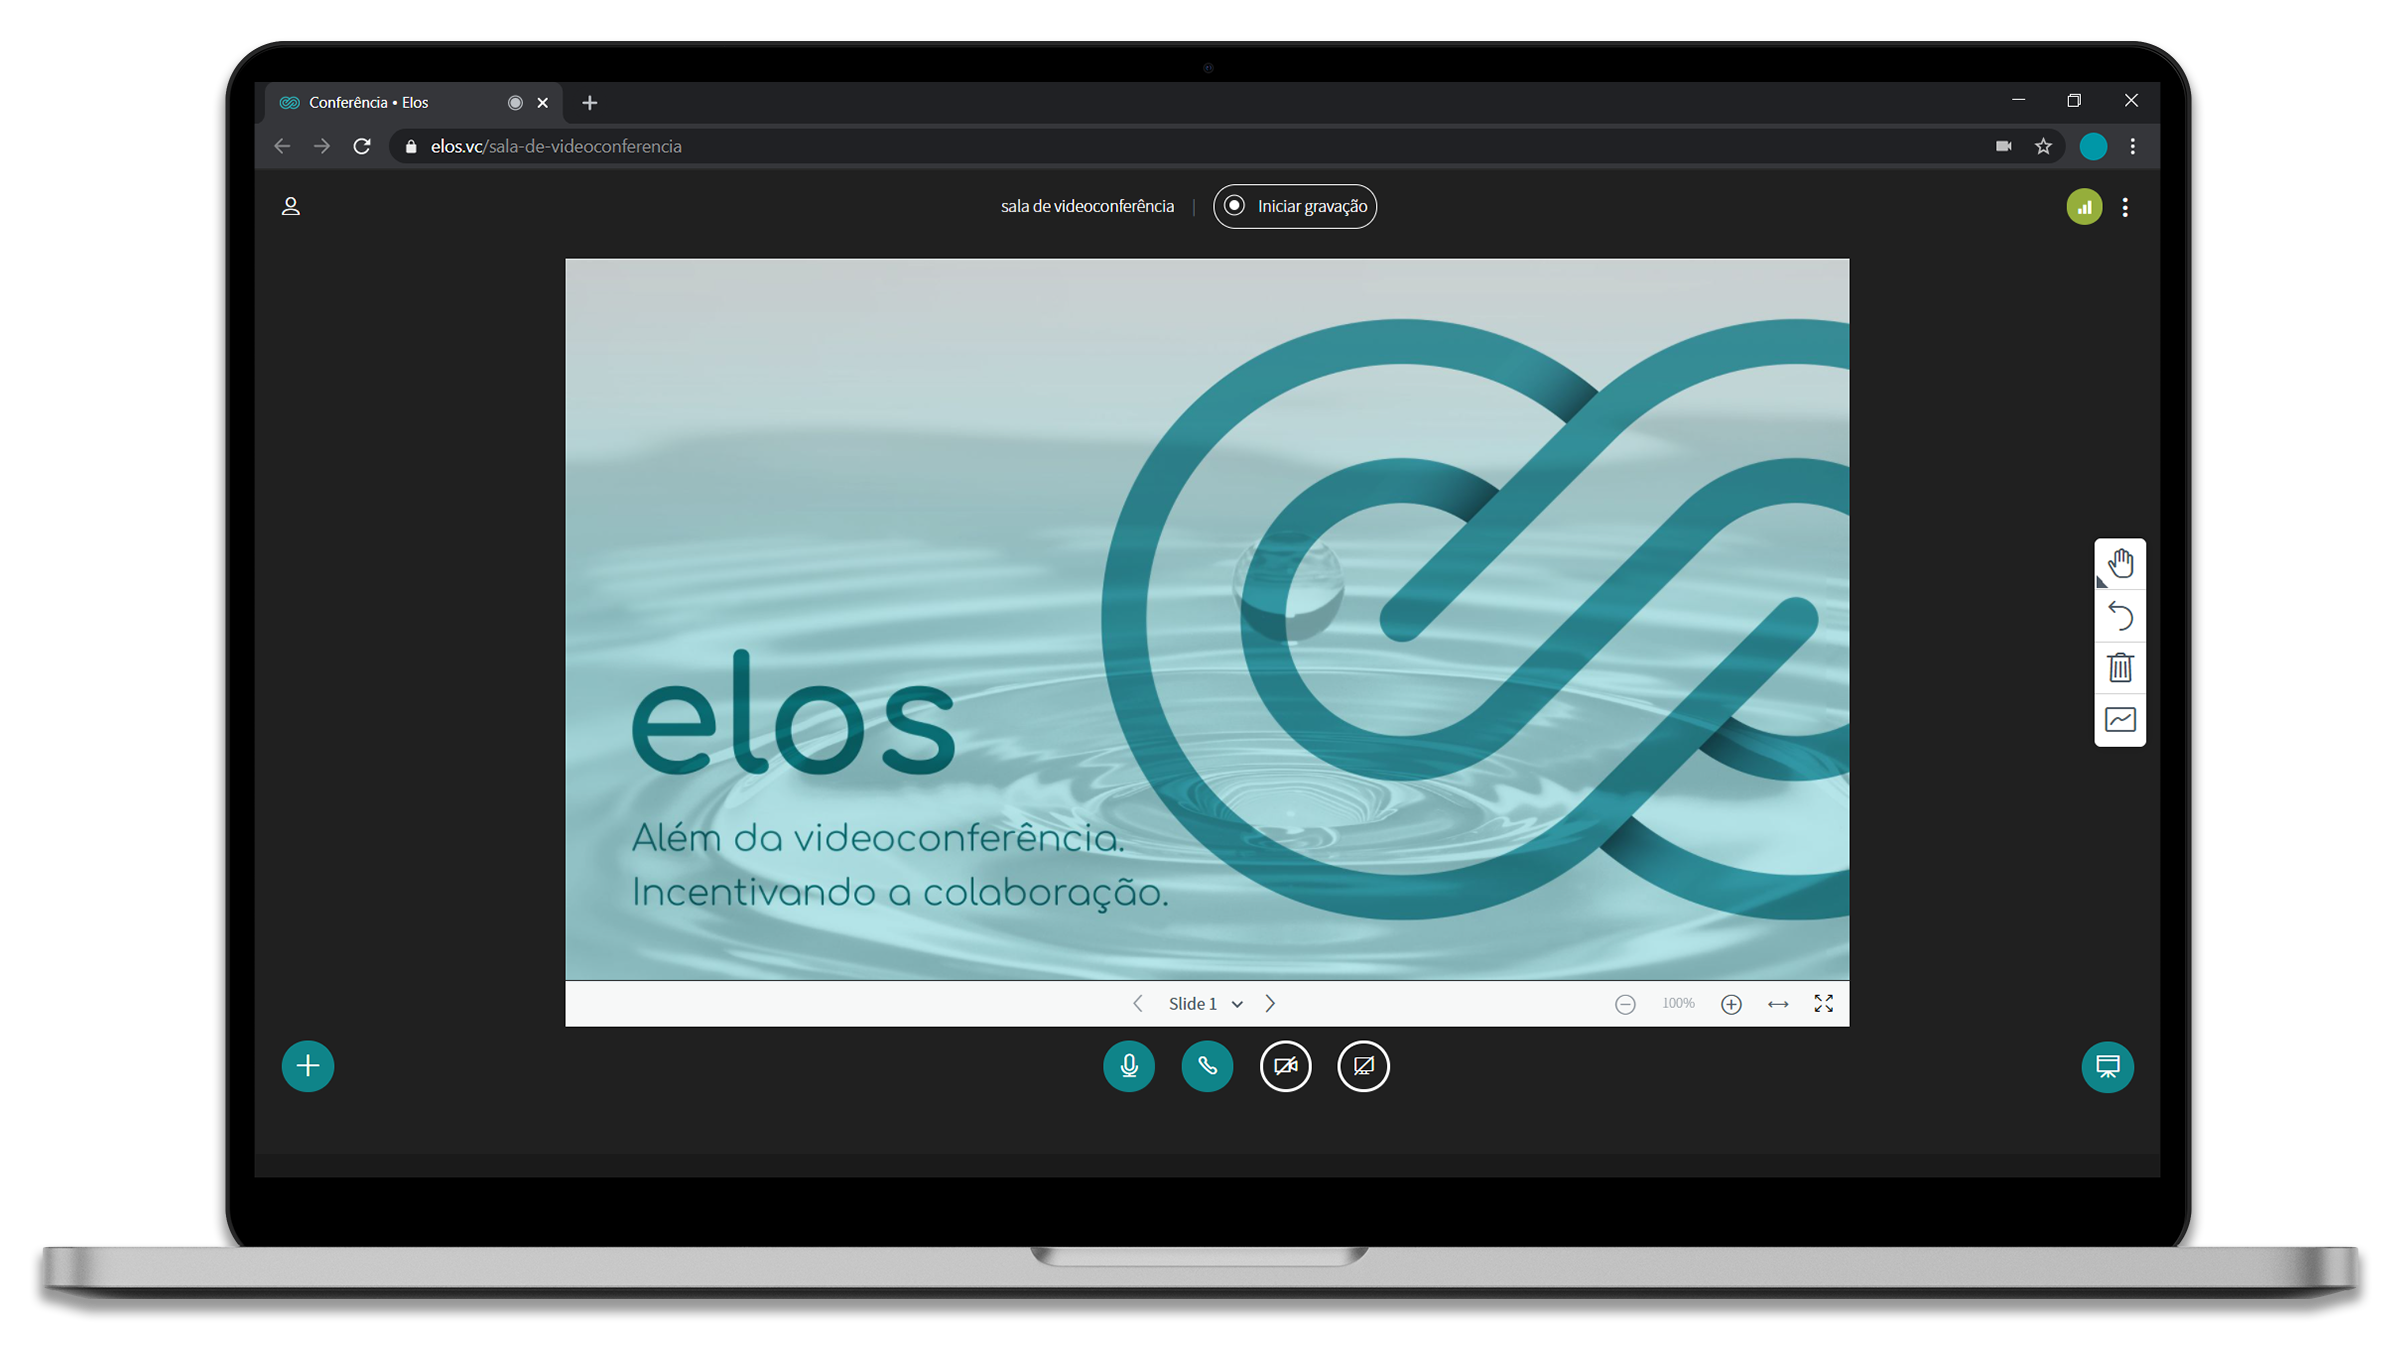 Conferência • Elos
elos.vc/sala-de-videoconferencia
sala de videoconferência | Iniciar gravação
elos
Além da videoconferência.
Incentivando a colaboração.
Slide 1
100%